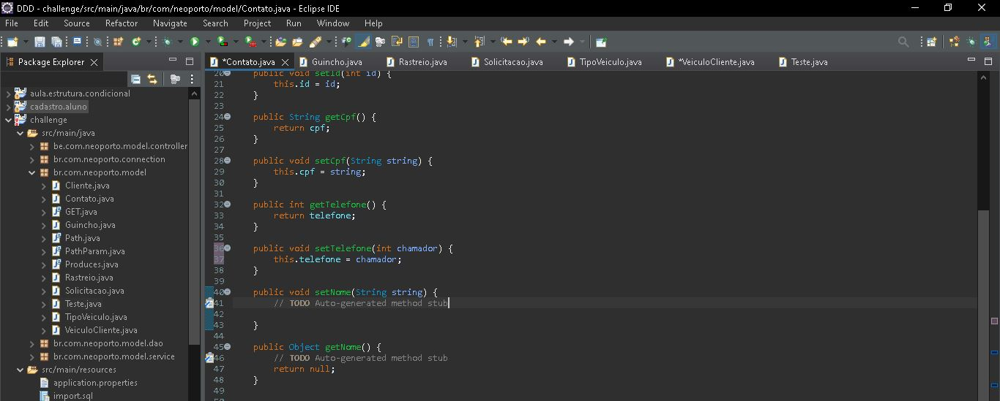 DDD - challenge/src/main/java/br/com/neoporto/model/Contato.java - Eclipse IDE
File Edit Source Refactor Navigate Search Project Run Window Help
Package Explorer
*Contato.java Guincho.java Rastreio.java Solicitacao.java TipoVeiculo.java *VeiculoCliente.java Teste.java
aula.estrutura.condicional
cadastro.aluno
challenge
src/main/java
be.com.neoporto.model.controller
br.com.neoporto.connection
br.com.neoporto.model
Cliente.java
Contato.java
GET.java
Guincho.java
Path.java
PathParam.java
Produces.java
Rastreio.java
Solicitacao.java
Teste.java
TipoVeiculo.java
VeiculoCliente.java
br.com.neoporto.model.dao
br.com.neoporto.model.service
src/main/resources
application.properties
import.sql
20 public void setId(int id) {
21 this.id = id;
22 }
23
24 public String getCpf() {
25 return cpf;
26 }
27
28 public void setCpf(String string) {
29 this.cpf = string;
30 }
31
32 public int getTelefone() {
33 return telefone;
34 }
35
36 public void setTelefone(int chamador) {
37 this.telefone = chamador;
38 }
39
40 public void setNome(String string) {
41 // TODO Auto-generated method stub
42
43 }
44
45 public Object getNome() {
46 // TODO Auto-generated method stub
47 return null;
48 }
49